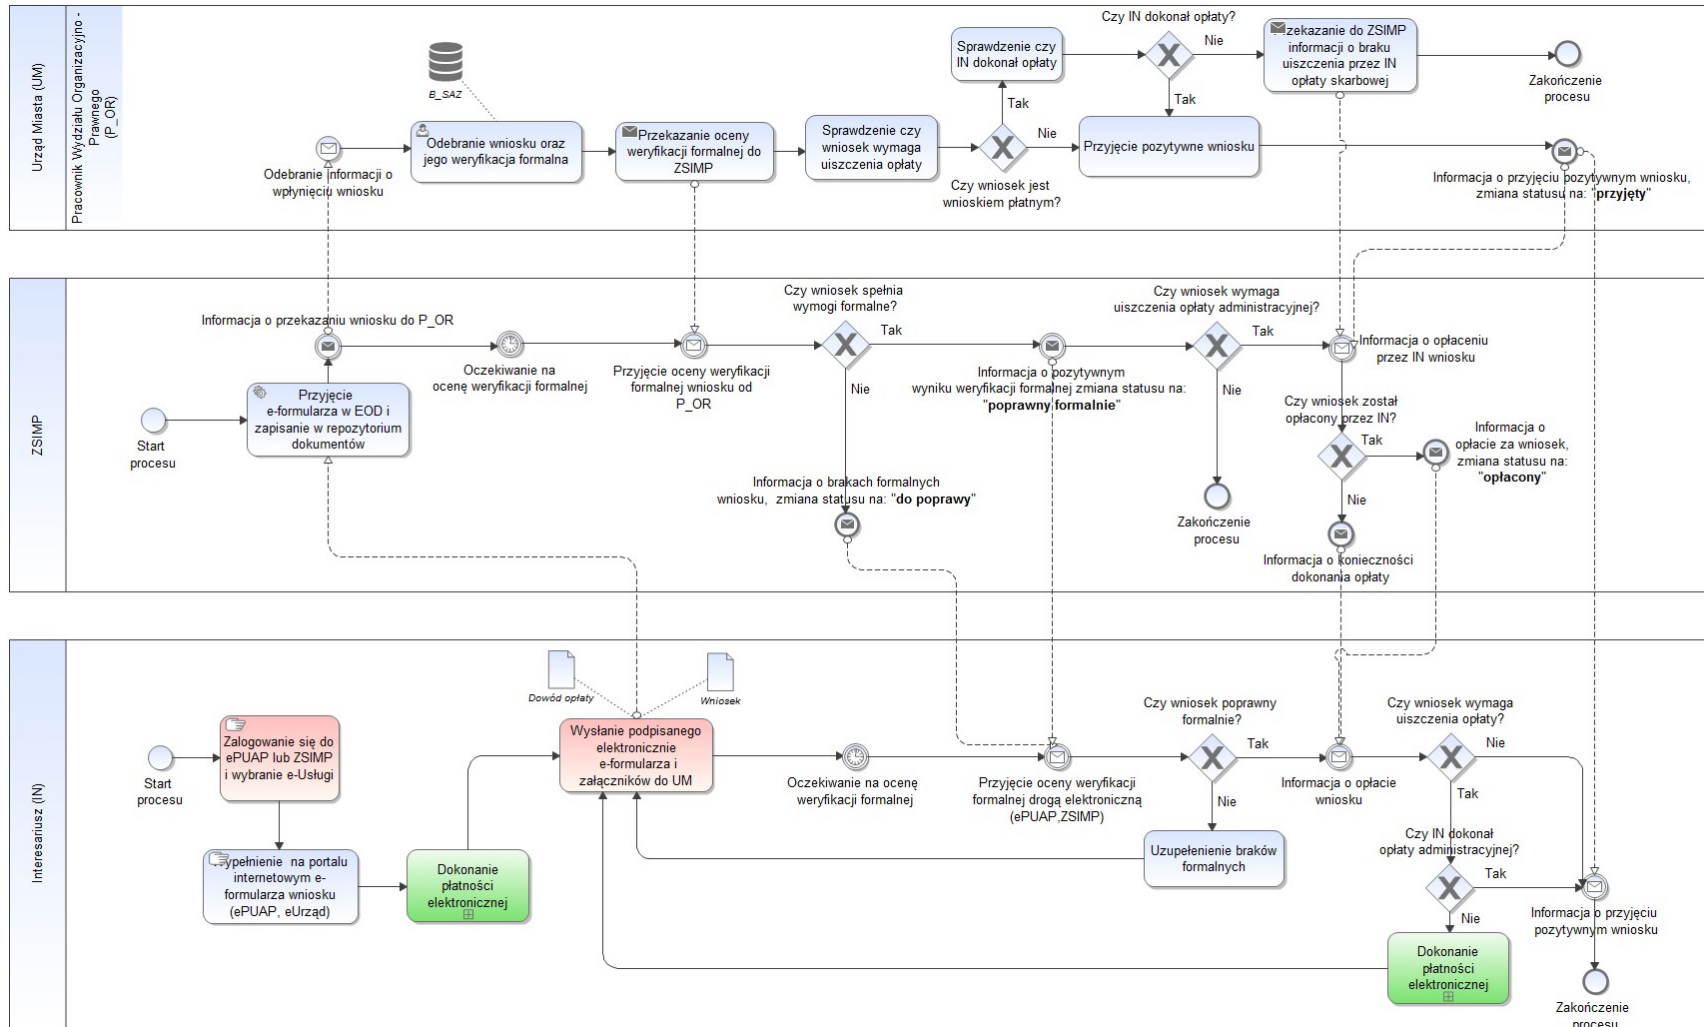 Urząd Miasta (UM)
Pracownik Wydziału Organizacyjno -
Prawnego
(P_OR)
B_SAZ
Odebranie informacji o
wpłynięciu wniosku
Odebranie wniosku oraz
jego weryfikacja formalna
Przekazanie oceny
weryfikacji formalnej do
ZSIMP
Sprawdzenie czy
wniosek wymaga
uiszczenia opłaty
Sprawdzenie czy
IN dokonał opłaty
Tak
Nie
Czy wniosek jest
wnioskiem płatnym?
Czy IN dokonał opłaty?
Nie
Tak
Przyjęcie pozytywne wniosku
Przekazanie do ZSIMP
informacji o braku
uiszczenia przez IN
opłaty skarbowej
Zakończenie
procesu
Informacja o przyjęciu pozytywnym wniosku,
zmiana statusu na: "przyjęty"
ZSIMP
Start
procesu
Informacja o przekazaniu wniosku do P_OR
Przyjęcie
e-formularza w EOD i
zapisanie w repozytorium
dokumentów
Oczekiwanie na
ocenę weryfikacji formalnej
Przyjęcie oceny weryfikacji
formalnej wniosku od
P_OR
Czy wniosek spełnia
wymogi formalne?
Tak
Nie
Informacja o brakach formalnych
wniosku, zmiana statusu na: "do poprawy"
Informacja o pozytywnym
wyniku weryfikacji formalnej zmiana statusu na:
"poprawny formalnie"
Czy wniosek wymaga
uiszczenia opłaty administracyjnej?
Tak
Nie
Zakończenie
procesu
Informacja o opłaceniu
przez IN wniosku
Czy wniosek został
opłacony przez IN?
Tak
Nie
Informacja o
opłacie za wniosek,
zmiana statusu na:
"opłacony"
Informacja o konieczności
dokonania opłaty
Interesariusz (IN)
Start
procesu
Zalogowanie się do
ePUAP lub ZSIMP
i wybranie e-Usługi
Wypełnienie na portalu
internetowym e-
formularza wniosku
(ePUAP, eUrząd)
Dokonanie
płatności
elektronicznej
Dowód opłaty
Wniosek
Wysłanie podpisanego
elektronicznie
e-formularza i
załączników do UM
Oczekiwanie na ocenę
weryfikacji formalnej
Przyjęcie oceny weryfikacji
formalnej drogą elektroniczną
(ePUAP,ZSIMP)
Czy wniosek poprawny
formalnie?
Tak
Nie
Uzupełenienie braków
formalnych
Informacja o opłacie
wniosku
Czy wniosek wymaga
uiszczenia opłaty?
Nie
Tak
Czy IN dokonał
opłaty administracyjnej?
Tak
Nie
Dokonanie
płatności
elektronicznej
Informacja o przyjęciu
pozytywnym wniosku
Zakończenie
procesu